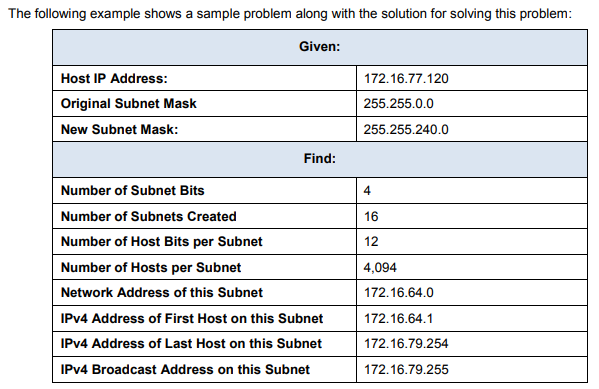 The following example shows a sample problem along with the solution for solving this problem:
Given:
Host IP Address: 172.16.77.120
Original Subnet Mask 255.255.0.0
New Subnet Mask: 255.255.240.0
Find:
Number of Subnet Bits 4
Number of Subnets Created 16
Number of Host Bits per Subnet 12
Number of Hosts per Subnet 4,094
Network Address of this Subnet 172.16.64.0
IPv4 Address of First Host on this Subnet 172.16.64.1
IPv4 Address of Last Host on this Subnet 172.16.79.254
IPv4 Broadcast Address on this Subnet 172.16.79.255